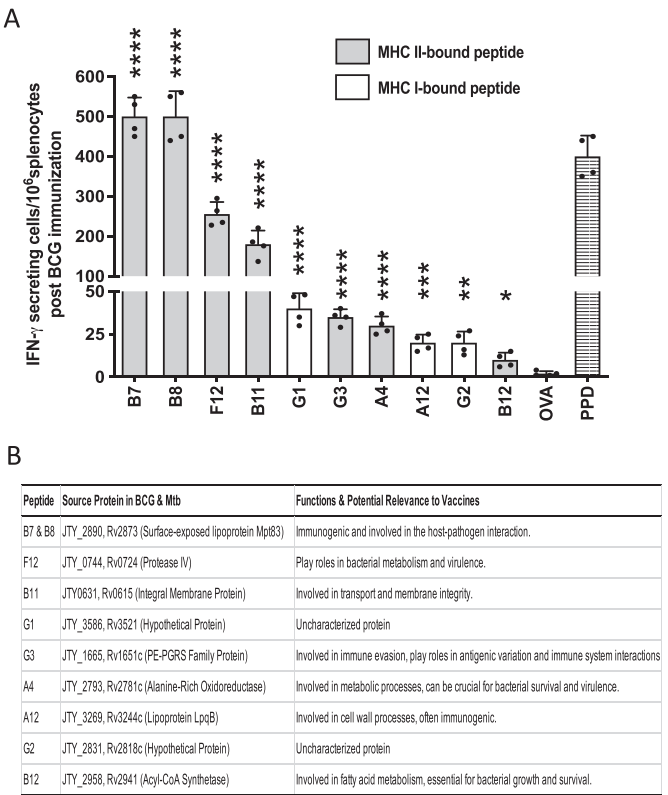 A
MHC II-bound peptide
MHC I-bound peptide
IFN-γ secreting cells/10⁶splenocytes
post BCG immunization
600
500
400
300
200
100
50
25
0
****
****
****
****
****
****
****
***
**
*
B7
B8
F12
B11
G1
G3
A4
A12
G2
B12
OVA
PPD
B
Peptide Source Protein in BCG & Mtb Functions & Potential Relevance to Vaccines
B7 & B8 JTY_2890, Rv2873 (Surface-exposed lipoprotein Mpt83) Immunogenic and involved in the host-pathogen interaction.
F12 JTY_0744, Rv0724 (Protease IV) Play roles in bacterial metabolism and virulence.
B11 JTY0631, Rv0615 (Integral Membrane Protein) Involved in transport and membrane integrity.
G1 JTY_3586, Rv3521 (Hypothetical Protein) Uncharacterized protein
G3 JTY_1665, Rv1651c (PE-PGRS Family Protein) Involved in immune evasion, play roles in antigenic variation and immune system interactions
A4 JTY_2793, Rv2781c (Alanine-Rich Oxidoreductase) Involved in metabolic processes, can be crucial for bacterial survival and virulence.
A12 JTY_3269, Rv3244c (Lipoprotein LpqB) Involved in cell wall processes, often immunogenic.
G2 JTY_2831, Rv2818c (Hypothetical Protein) Uncharacterized protein
B12 JTY_2958, Rv2941 (Acyl-CoA Synthetase) Involved in fatty acid metabolism, essential for bacterial growth and survival.